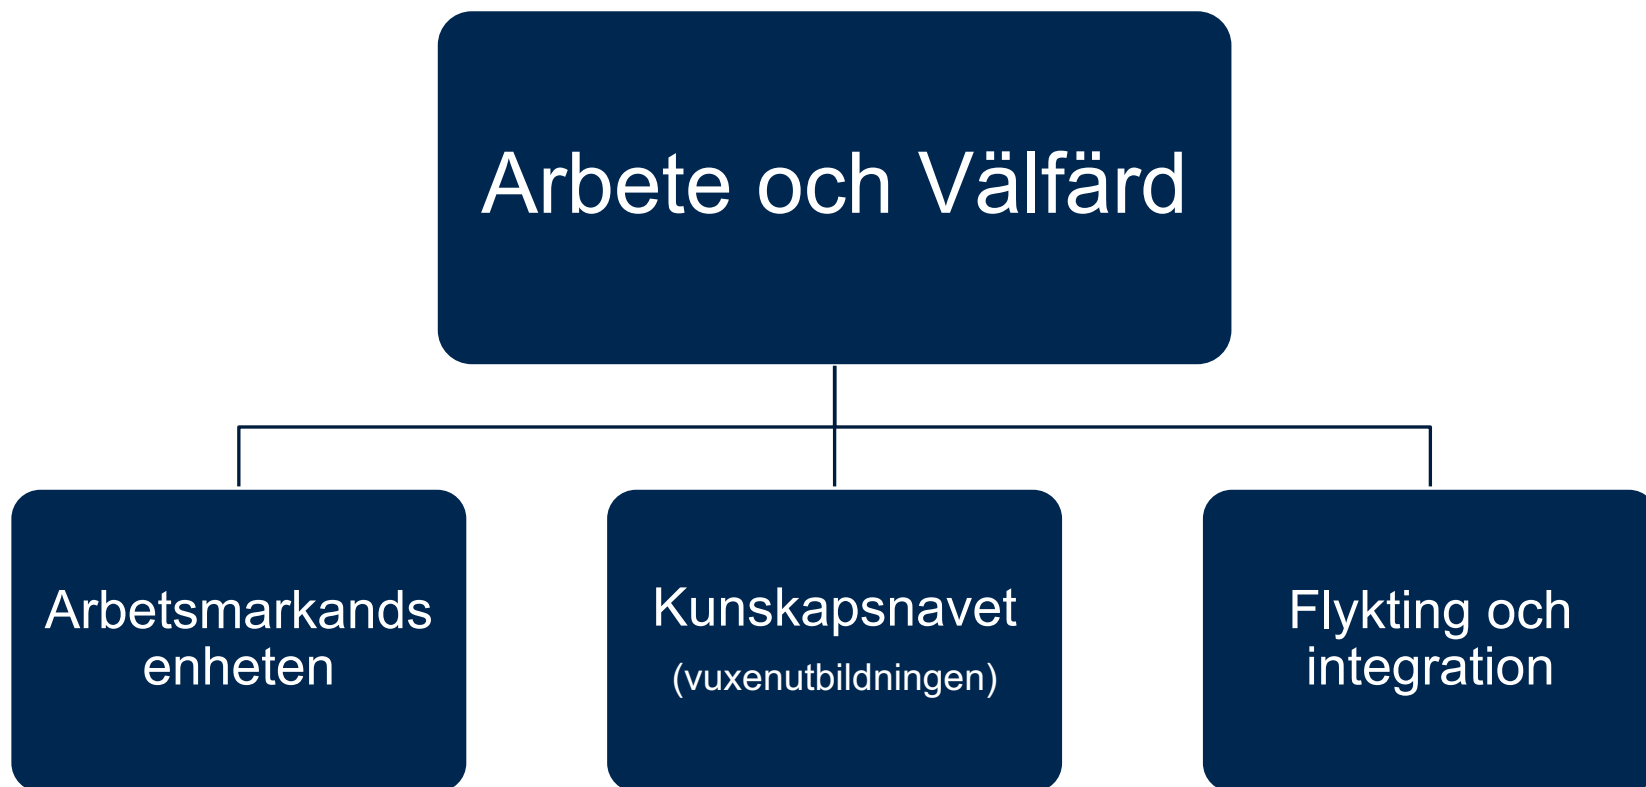 Arbete och Välfärd
Arbetsmarkands
enheten
Kunskapsnavet
(vuxenutbildningen)
Flykting och
integration